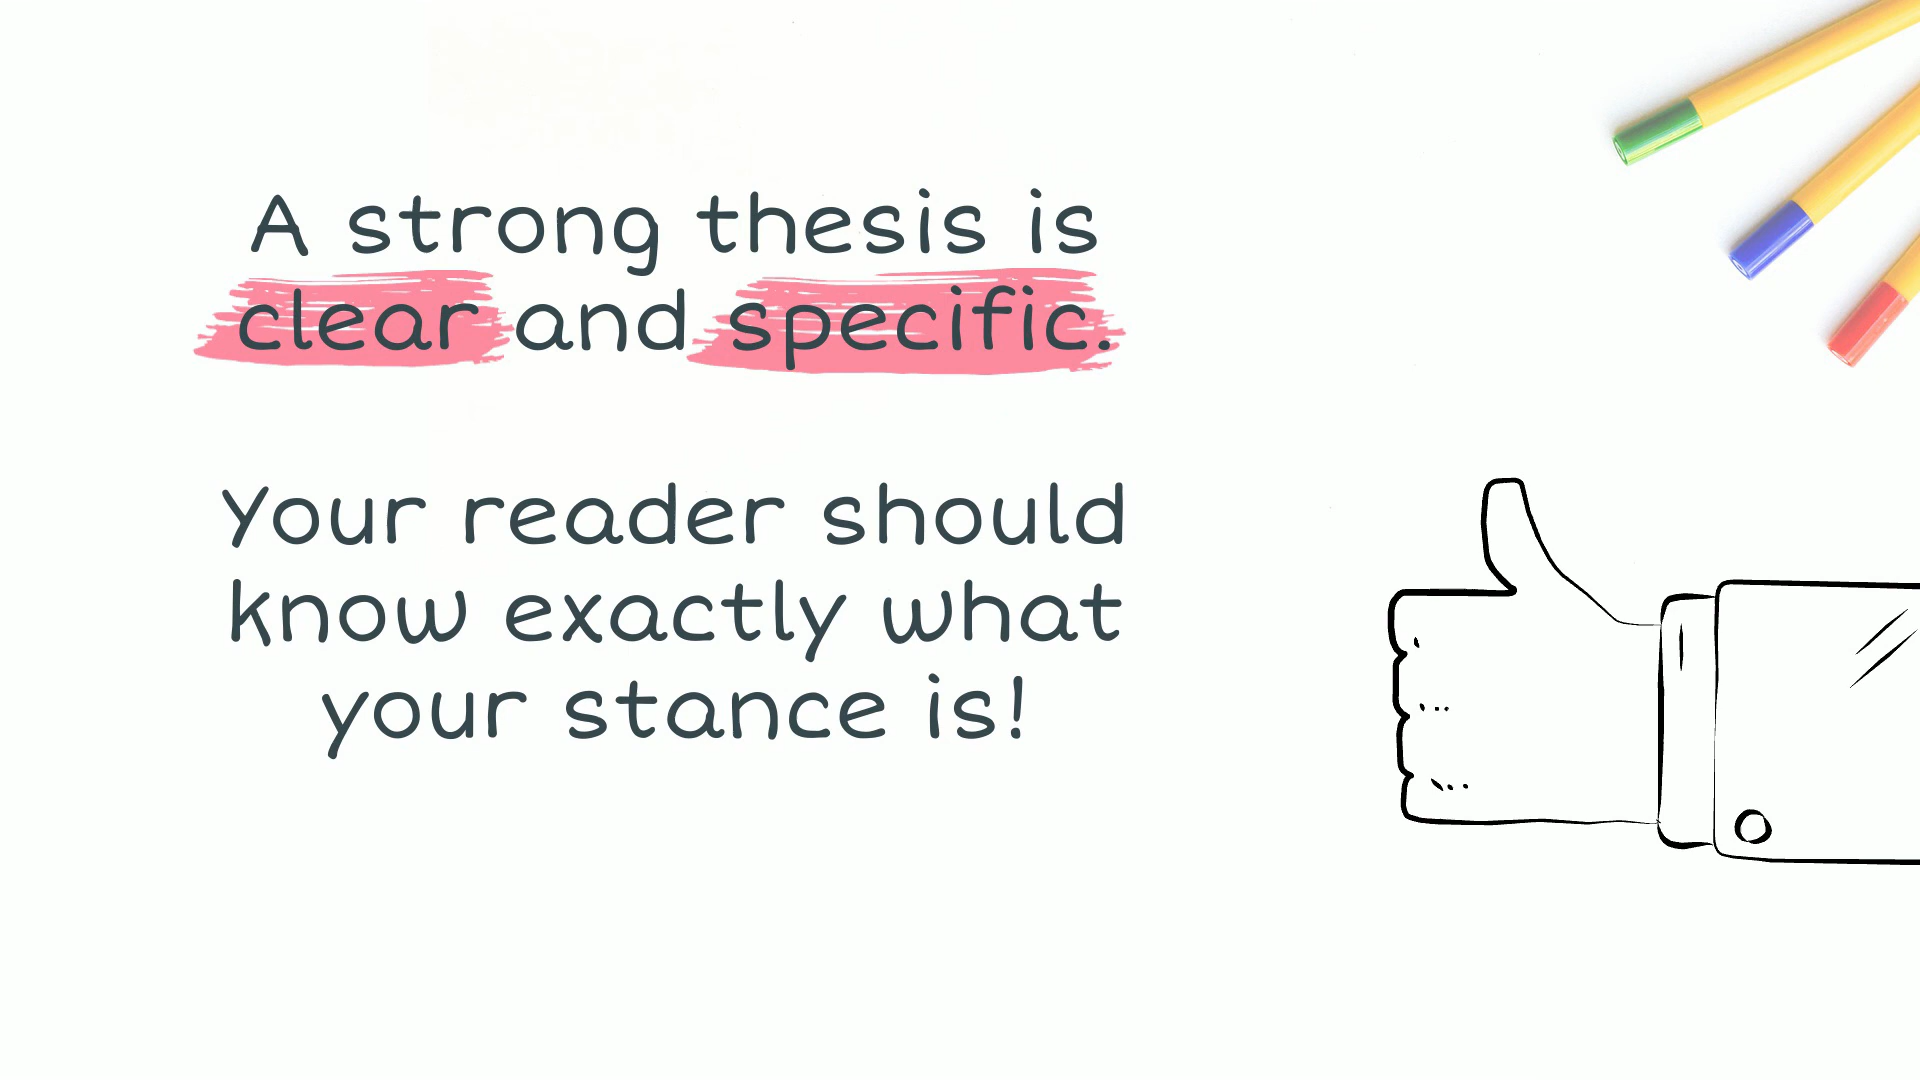 A strong thesis is
clear and specific.
Your reader should
know exactly what
your stance is!